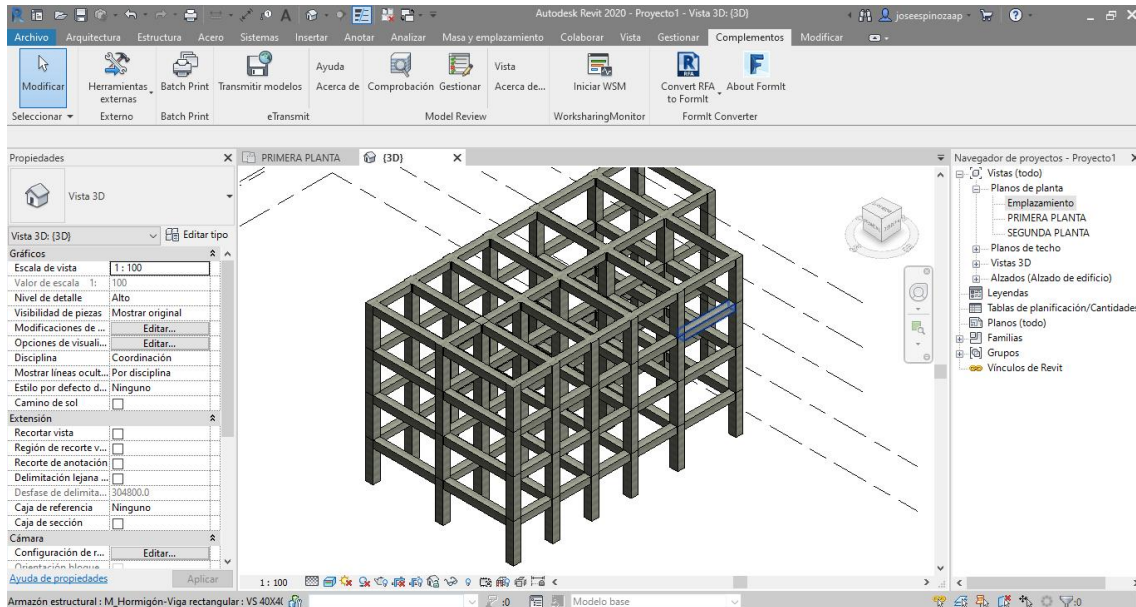 Autodesk Revit 2020 - Proyecto1 - Vista 3D: {3D}
joseespinozaap
Archivo Arquitectura Estructura Acero Sistemas Insertar Anotar Analizar Masa y emplazamiento Colaborar Vista Gestionar Complementos Modificar
Modificar
Herramientas externas
Batch Print
Transmitir modelos
Ayuda
Acerca de
Comprobación
Gestionar
Vista
Acerca de...
Iniciar WSM
Convert RFA to FormIt
About FormIt
Seleccionar Externo Batch Print eTransmit Model Review WorksharingMonitor FormIt Converter
Propiedades
Vista 3D
Vista 3D: {3D} Editar tipo
Gráficos
Escala de vista 1 : 100
Valor de escala 1: 100
Nivel de detalle Alto
Visibilidad de piezas Mostrar original
Modificaciones de ... Editar...
Opciones de visuali... Editar...
Disciplina Coordinación
Mostrar líneas ocult... Por disciplina
Estilo por defecto d... Ninguno
Camino de sol
Extensión
Recortar vista
Región de recorte v...
Recorte de anotación
Delimitación lejana ...
Desfase de delimita... 304800.0
Caja de referencia Ninguno
Caja de sección
Cámara
Configuración de r... Editar...
Ayuda de propiedades Aplicar
PRIMERA PLANTA {3D}
1 : 100
Navegador de proyectos - Proyecto1
Vistas (todo)
Planos de planta
Emplazamiento
PRIMERA PLANTA
SEGUNDA PLANTA
Planos de techo
Vistas 3D
Alzados (Alzado de edificio)
Leyendas
Tablas de planificación/Cantidades
Planos (todo)
Familias
Grupos
Vínculos de Revit
Armazón estructural : M_Hormigón-Viga rectangular : VS 40X4( :0 Modelo base :0